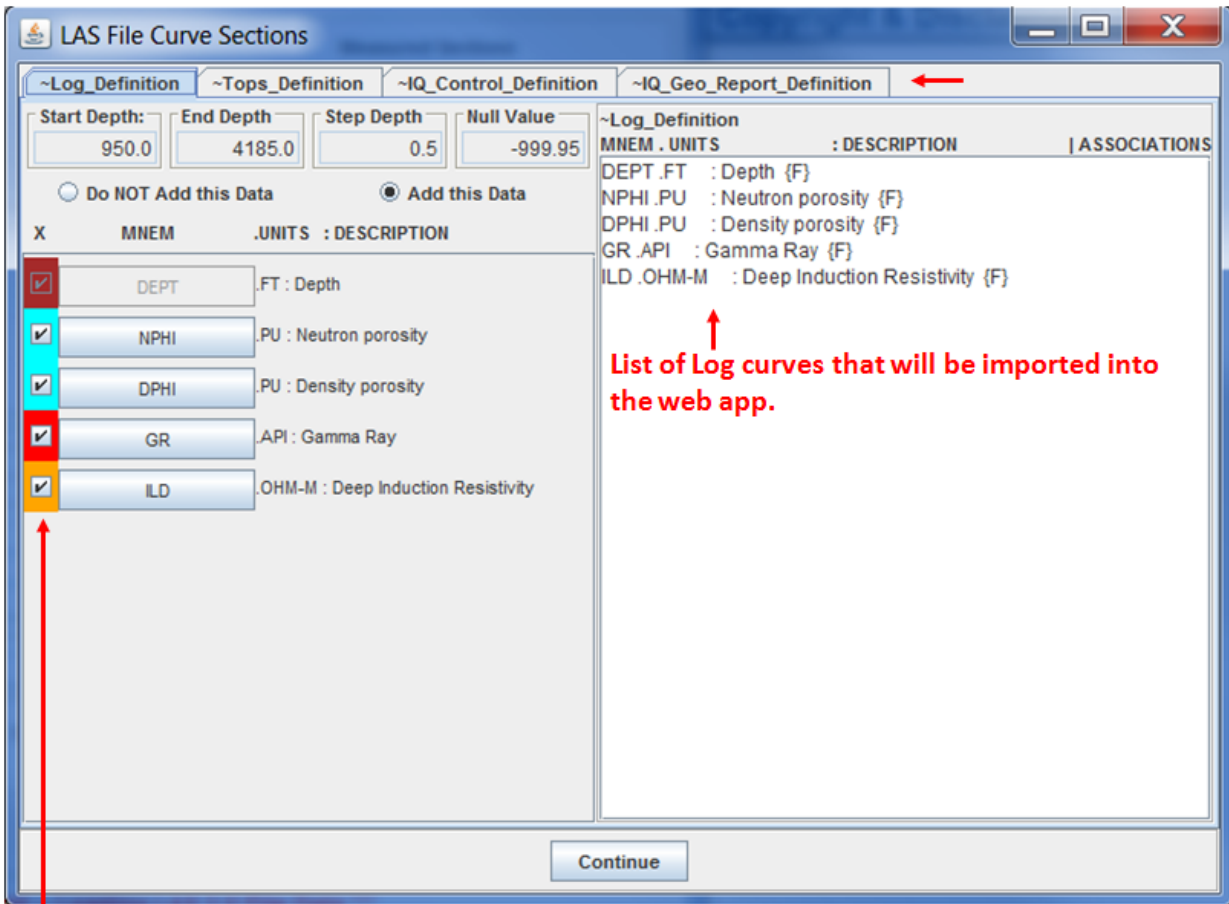 LAS File Curve Sections
~Log_Definition ~Tops_Definition ~IQ_Control_Definition ~IQ_Geo_Report_Definition
Start Depth: End Depth Step Depth Null Value
950.0 4185.0 0.5 -999.95
Do NOT Add this Data Add this Data
X MNEM .UNITS : DESCRIPTION
DEPT .FT : Depth
NPHI .PU : Neutron porosity
DPHI .PU : Density porosity
GR .API : Gamma Ray
ILD .OHM-M : Deep Induction Resistivity
~Log_Definition
MNEM . UNITS : DESCRIPTION | ASSOCIATIONS
DEPT .FT : Depth {F}
NPHI .PU : Neutron porosity {F}
DPHI .PU : Density porosity {F}
GR .API : Gamma Ray {F}
ILD .OHM-M : Deep Induction Resistivity {F}
List of Log curves that will be imported into
the web app.
Continue